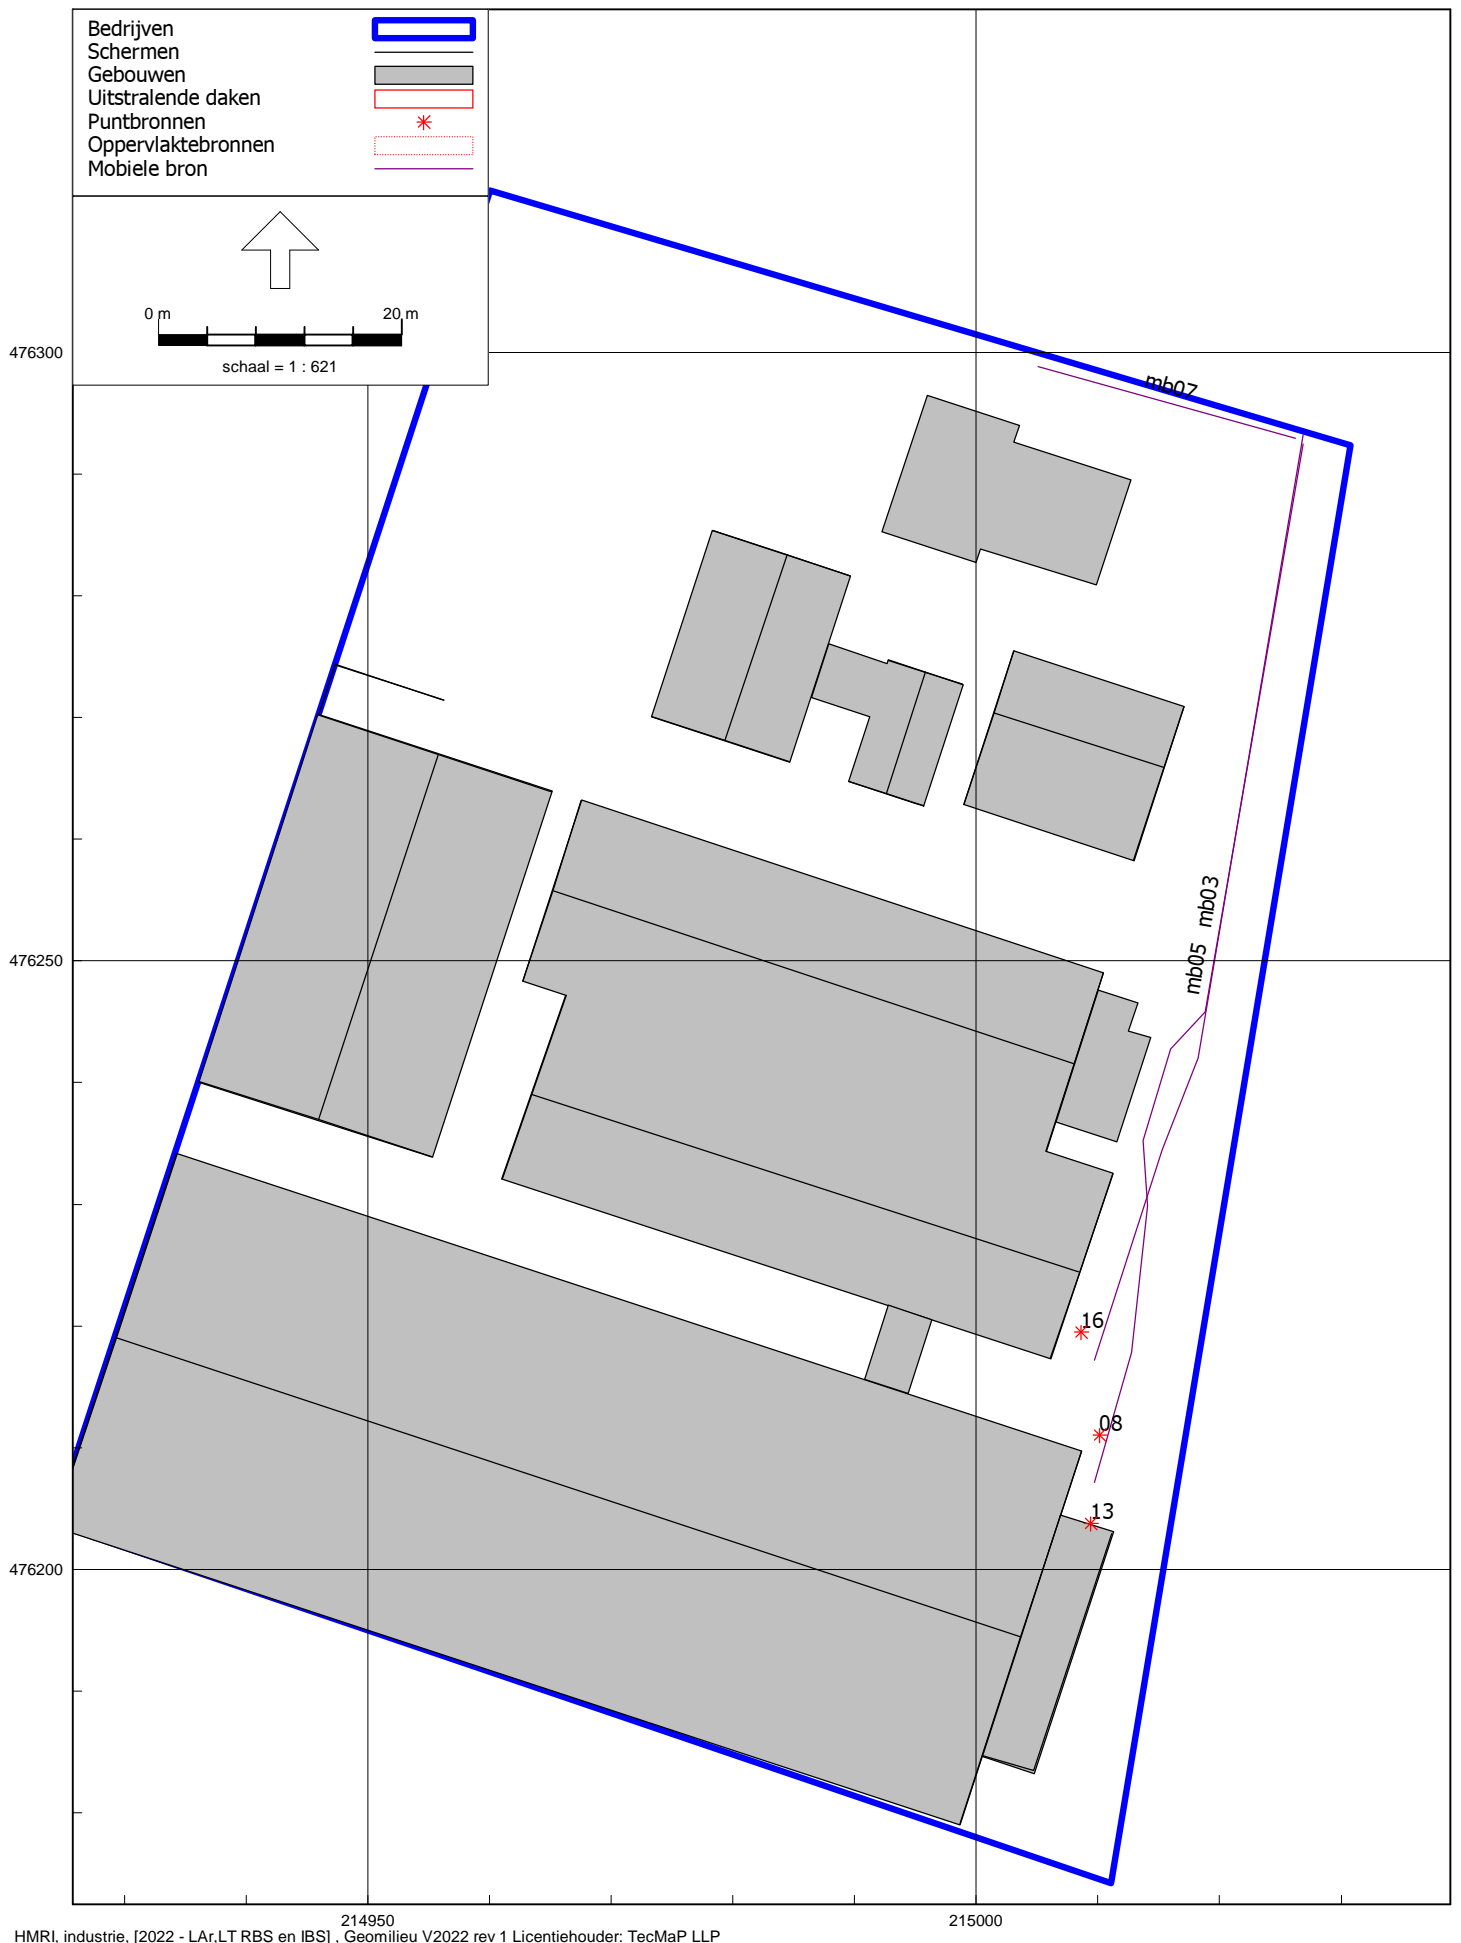 Bedrijven
Schermen
Gebouwen
Uitstralende daken
Puntbronnen
Oppervlaktebronnen
Mobiele bron
0 m 20 m
schaal = 1 : 621
476300
mb07
mb03
mb05
476250
16
08
13
476200
214950 215000
HMRI, industrie, [2022 - LAr,LT RBS en IBS] , Geomilieu V2022 rev 1 Licentiehouder: TecMaP LLP